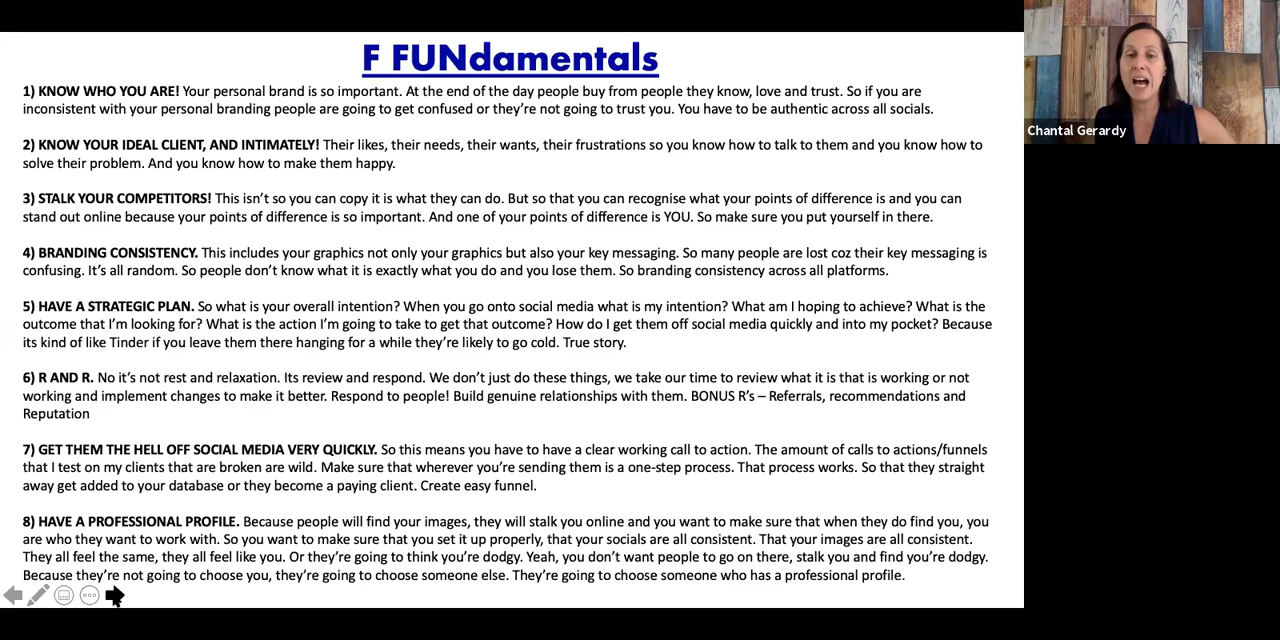 F FUNdamentals
1) KNOW WHO YOU ARE! Your personal brand is so important. At the end of the day people buy from people they know, love and trust. So if you are
inconsistent with your personal branding people are going to get confused or they're not going to trust you. You have to be authentic across all socials.
2) KNOW YOUR IDEAL CLIENT, AND INTIMATELY! Their likes, their needs, their wants, their frustrations so you know how to talk to them and you know how to
solve their problem. And you know how to make them happy.
3) STALK YOUR COMPETITORS! This isn't so you can copy it is what they can do. But so that you can recognise what your points of difference is and you can
stand out online because your points of difference is so important. And one of your points of difference is YOU. So make sure you put yourself in there.
4) BRANDING CONSISTENCY. This includes your graphics not only your graphics but also your key messaging. So many people are lost coz their key messaging is
confusing. It's all random. So people don't know what it is exactly what you do and you lose them. So branding consistency across all platforms.
5) HAVE A STRATEGIC PLAN. So what is your overall intention? When you go onto social media what is my intention? What am I hoping to achieve? What is the
outcome that I'm looking for? What is the action I'm going to take to get that outcome? How do I get them off social media quickly and into my pocket? Because
its kind of like Tinder if you leave them there hanging for a while they're likely to go cold. True story.
6) R AND R. No it's not rest and relaxation. Its review and respond. We don't just do these things, we take our time to review what it is that is working or not
working and implement changes to make it better. Respond to people! Build genuine relationships with them. BONUS R's – Referrals, recommendations and
Reputation
7) GET THEM THE HELL OFF SOCIAL MEDIA VERY QUICKLY. So this means you have to have a clear working call to action. The amount of calls to actions/funnels
that I test on my clients that are broken are wild. Make sure that wherever you're sending them is a one-step process. That process works. So that they straight
away get added to your database or they become a paying client. Create easy funnel.
8) HAVE A PROFESSIONAL PROFILE. Because people will find your images, they will stalk you online and you want to make sure that when they do find you, you
are who they want to work with. So you want to make sure that you set it up properly, that your socials are all consistent. That your images are all consistent.
They all feel the same, they all feel like you. Or they're going to think you're dodgy. Yeah, you don't want people to go on there, stalk you and find you're dodgy.
Because they're not going to choose you, they're going to choose someone else. They're going to choose someone who has a professional profile.
Chantal Gerardy